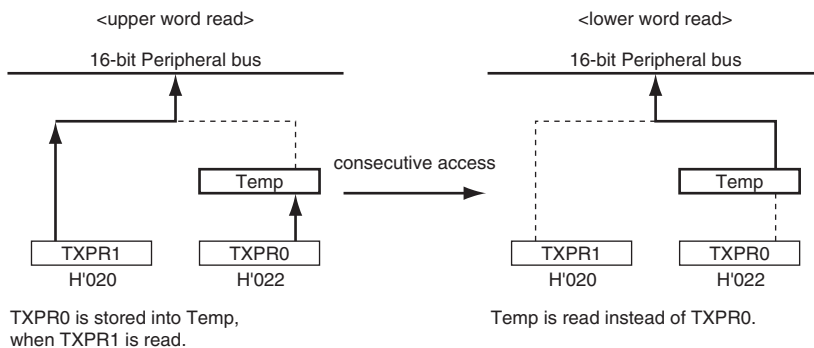 <upper word read>
16-bit Peripheral bus
Temp
TXPR1
TXPR0
H'020
H'022
TXPR0 is stored into Temp,
when TXPR1 is read.
consecutive access
<lower word read>
16-bit Peripheral bus
Temp
TXPR1
TXPR0
H'020
H'022
Temp is read instead of TXPR0.